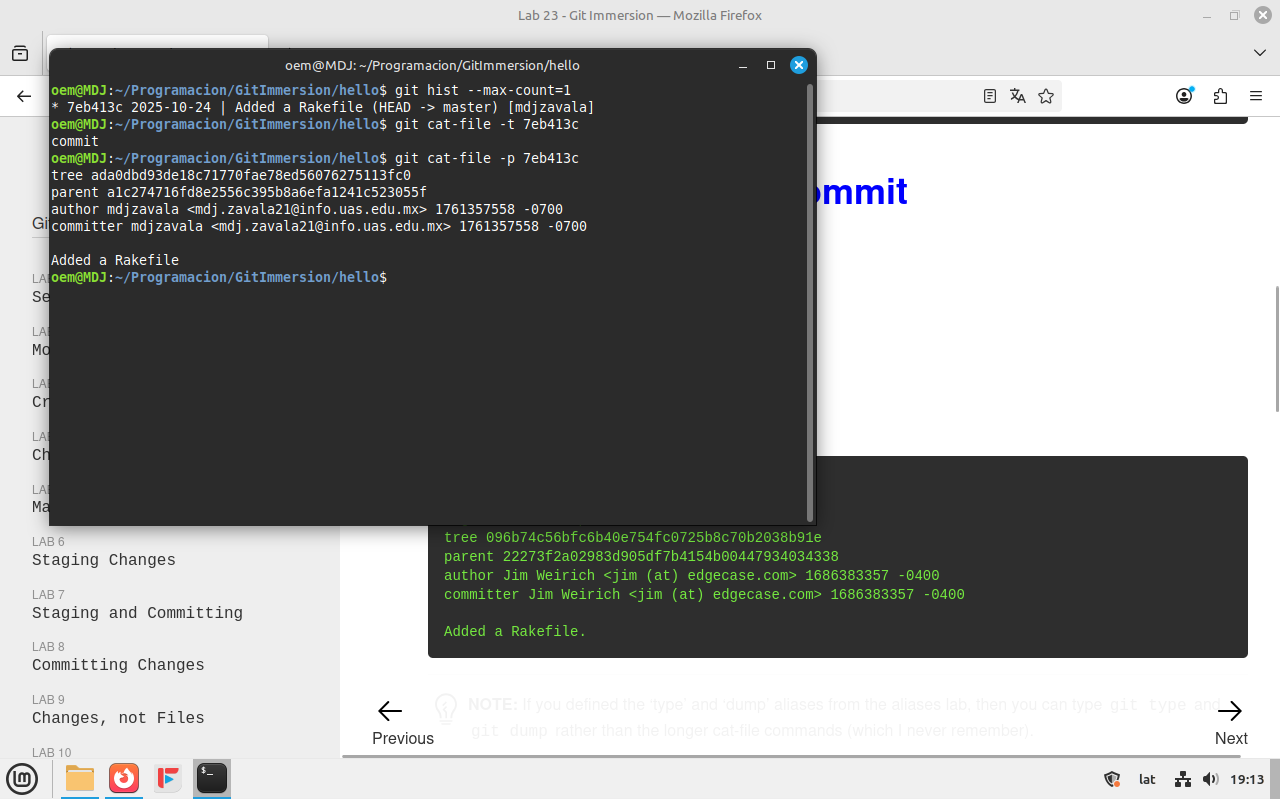 Lab 23 - Git Immersion — Mozilla Firefox
oem@MDJ: ~/Programacion/GitImmersion/hello
oem@MDJ:~/Programacion/GitImmersion/hello$ git hist --max-count=1
* 7eb413c 2025-10-24 | Added a Rakefile (HEAD -> master) [mdjzavala]
oem@MDJ:~/Programacion/GitImmersion/hello$ git cat-file -t 7eb413c
commit
oem@MDJ:~/Programacion/GitImmersion/hello$ git cat-file -p 7eb413c
tree ada0dbd93de18c71770fae78ed56076275113fc0
parent a1c274716fd8e2556c395b8a6efa1241c523055f
author mdjzavala <mdj.zavala21@info.uas.edu.mx> 1761357558 -0700
committer mdjzavala <mdj.zavala21@info.uas.edu.mx> 1761357558 -0700
Added a Rakefile
oem@MDJ:~/Programacion/GitImmersion/hello$
ommit
Gi
LA
Se
LA
Mo
LA
Cr
LA
Ch
LA
Ma
LAB 6
Staging Changes
LAB 7
Staging and Committing
LAB 8
Committing Changes
LAB 9
Changes, not Files
LAB 10
tree 096b74c56bfc6b40e754fc0725b8c70b2038b91e
parent 22273f2a02983d905df7b4154b00447934034338
author Jim Weirich <jim (at) edgecase.com> 1686383357 -0400
committer Jim Weirich <jim (at) edgecase.com> 1686383357 -0400
Added a Rakefile.
NOTE: If you defined the 'type' and 'dump' aliases from the aliases lab, then you can type git type and
git dump rather than the longer cat-file commands (which I never remember).
Previous
Next
lat
19:13